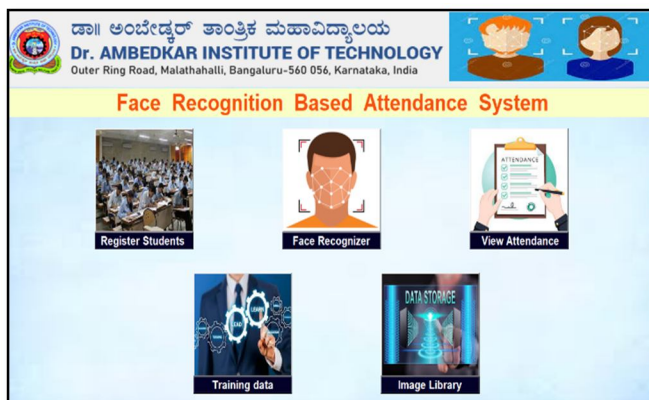 ಡಾ॥ ಅಂಬೇಡ್ಕರ್ ತಾಂತ್ರಿಕ ಮಹಾವಿದ್ಯಾಲಯ
Dr. AMBEDKAR INSTITUTE OF TECHNOLOGY
Outer Ring Road, Malathahalli, Bangaluru-560 056, Karnataka, India
Face Recognition Based Attendance System
ATTENDANCE
Register Students
Face Recognizer
View Attendance
LEARN
DATA STORAGE
Training data
Image Library